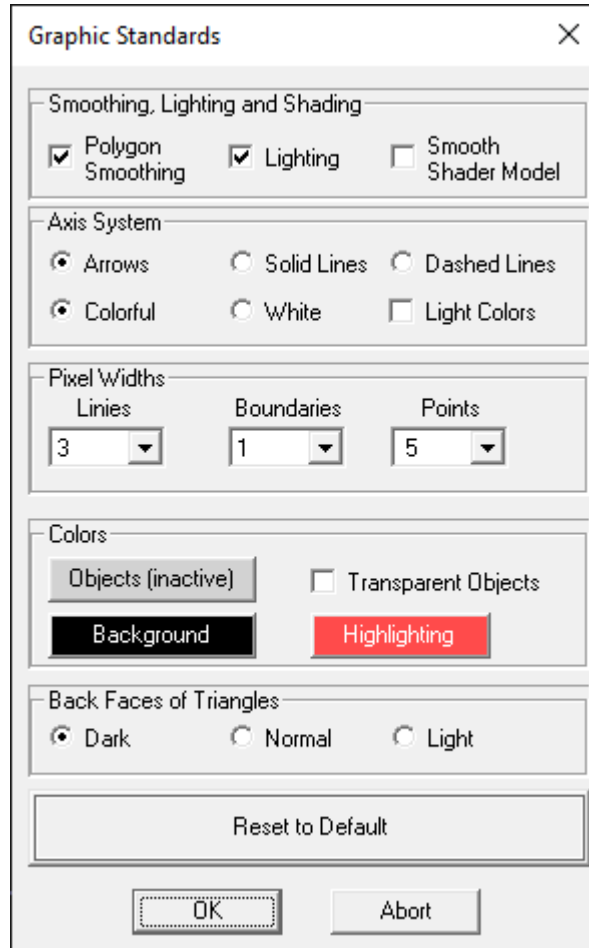 Graphic Standards
Smoothing, Lighting and Shading
Polygon
Smoothing
Lighting
Smooth
Shader Model
Axis System
Arrows
Solid Lines
Dashed Lines
Colorful
White
Light Colors
Pixel Widths
Linies
Boundaries
Points
3
1
5
Colors
Objects (inactive)
Transparent Objects
Background
Highlighting
Back Faces of Triangles
Dark
Normal
Light
Reset to Default
OK
Abort